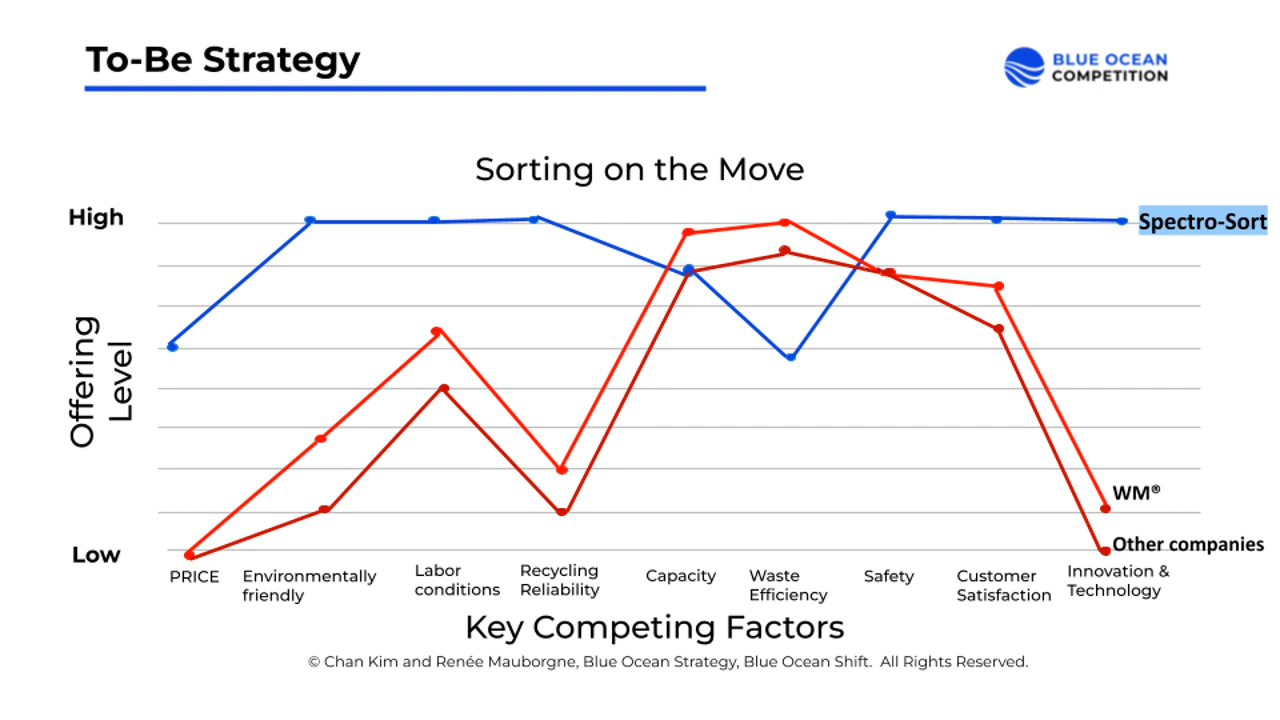 To-Be Strategy
BLUE OCEAN
COMPETITION
Sorting on the Move
High
Spectro-Sort
Offering
Level
WM®
Low
Other companies
PRICE
Environmentally
friendly
Labor
conditions
Recycling
Reliability
Capacity
Waste
Efficiency
Safety
Customer
Satisfaction
Innovation &
Technology
Key Competing Factors
© Chan Kim and Renée Mauborgne, Blue Ocean Strategy, Blue Ocean Shift. All Rights Reserved.